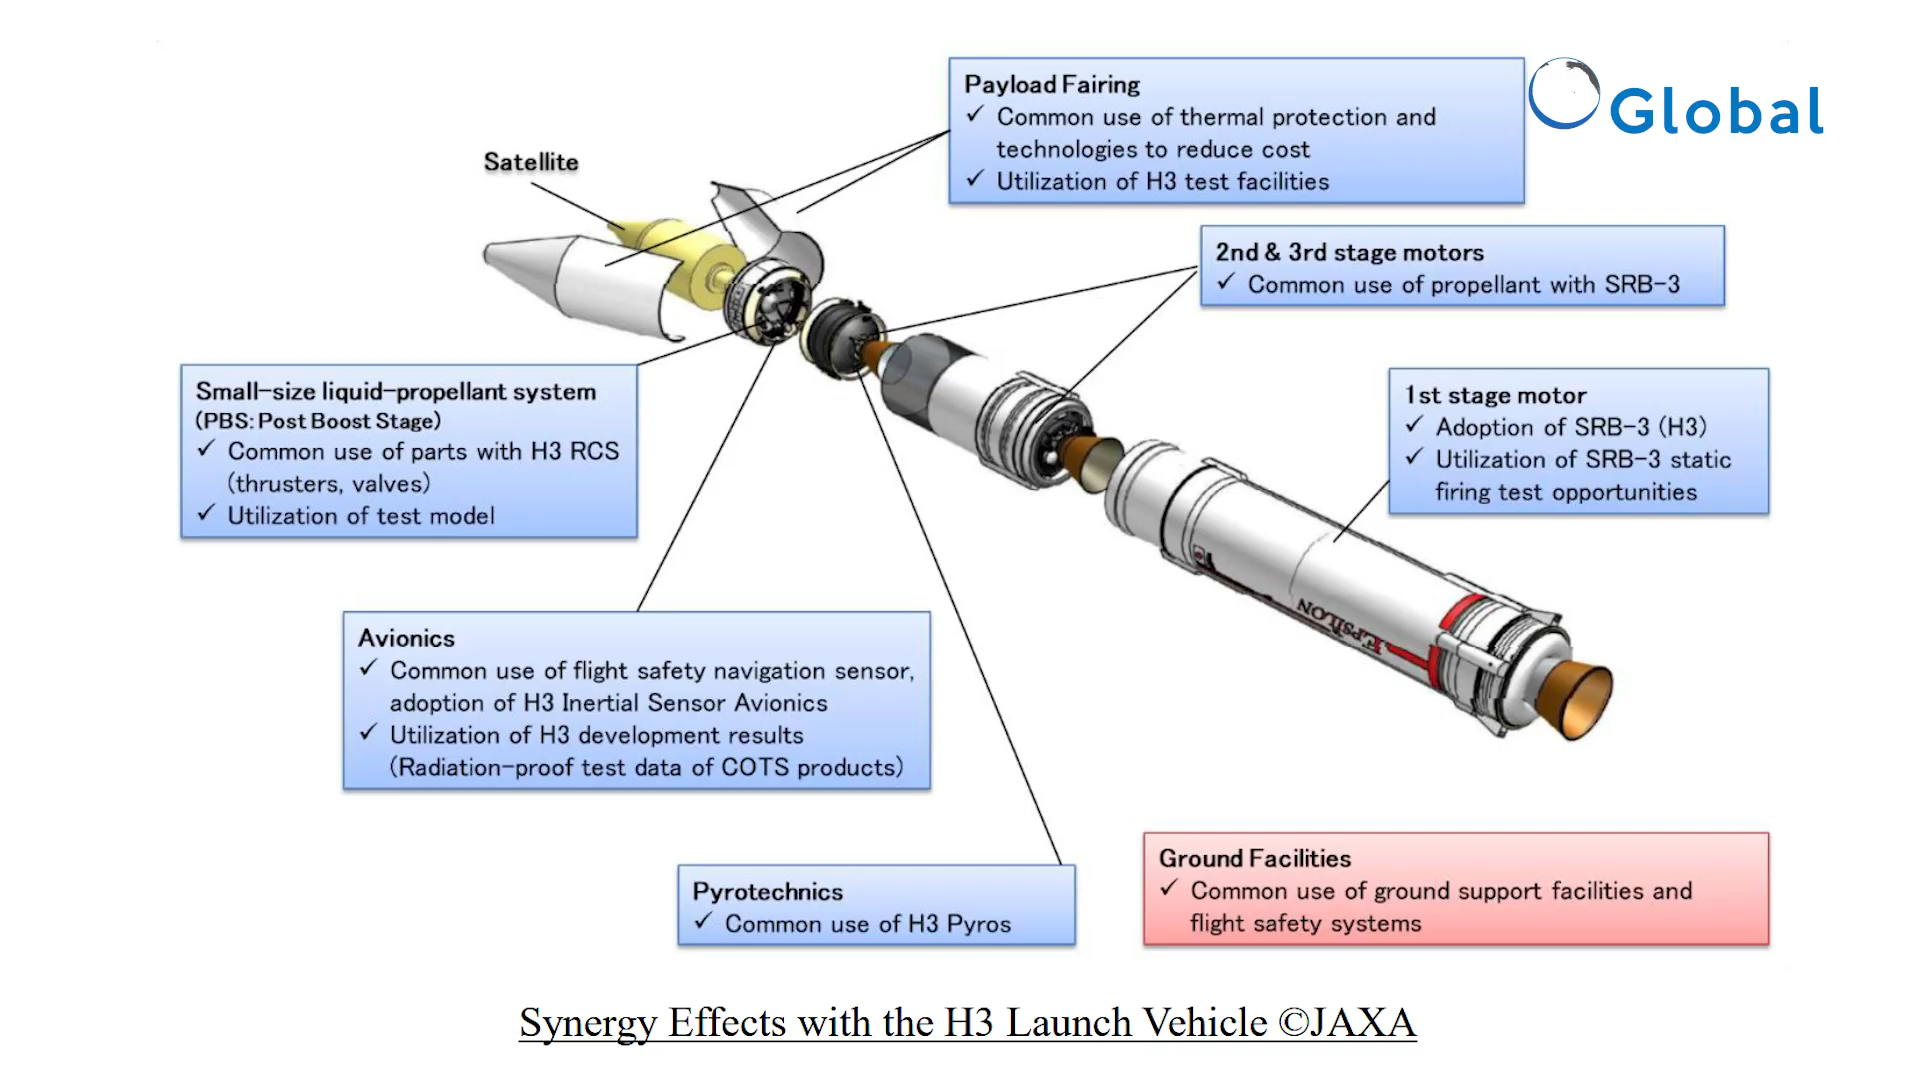 Global
Payload Fairing
✓ Common use of thermal protection and
technologies to reduce cost
✓ Utilization of H3 test facilities
Satellite
2nd & 3rd stage motors
✓ Common use of propellant with SRB-3
Small-size liquid-propellant system
(PBS: Post Boost Stage)
✓ Common use of parts with H3 RCS
(thrusters, valves)
✓ Utilization of test model
1st stage motor
✓ Adoption of SRB-3 (H3)
✓ Utilization of SRB-3 static
firing test opportunities
EPSILON
Avionics
✓ Common use of flight safety navigation sensor,
adoption of H3 Inertial Sensor Avionics
✓ Utilization of H3 development results
(Radiation-proof test data of COTS products)
Pyrotechnics
✓ Common use of H3 Pyros
Ground Facilities
✓ Common use of ground support facilities and
flight safety systems
Synergy Effects with the H3 Launch Vehicle ©JAXA